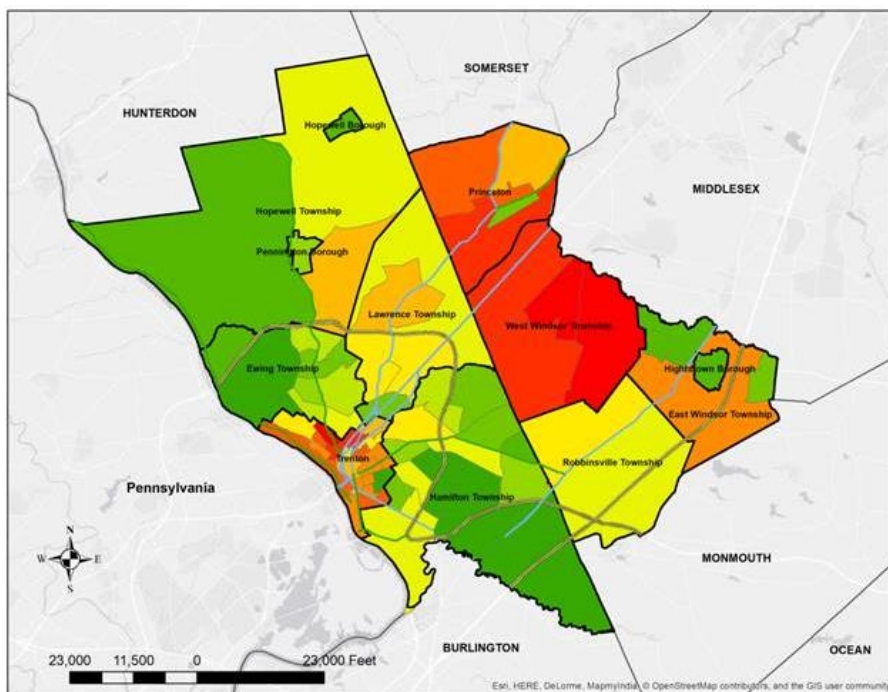 SOMERSET
HUNTERDON
Hopewell Borough
MIDDLESEX
Princeton
Hopewell Township
Pennington Borough
Lawrence Township
West Windsor Township
Ewing Township
Hightstown Borough
East Windsor Township
Trenton
Robbinsville Township
Pennsylvania
Hamilton Township
N
W
E
S
MONMOUTH
BURLINGTON
OCEAN
23,000 11,500 0 23,000 Feet
Esri, HERE, DeLorme, MapmyIndia, © OpenStreetMap contributors, and the GIS user community